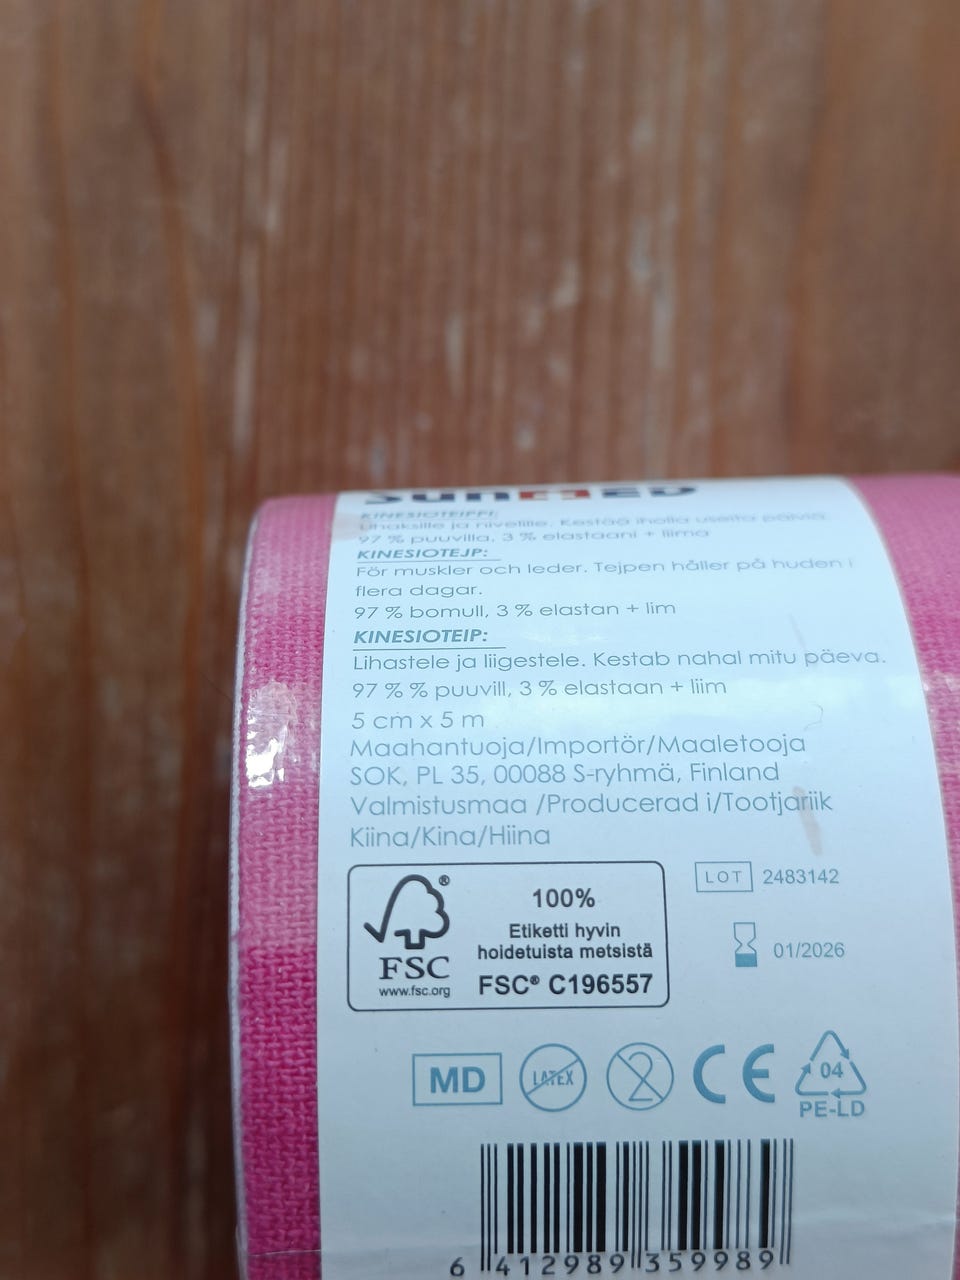 SUNMED
KINESIOTEIPPI:
Lihaksille ja nivelille. Kestää iholla useita päiviä.
97 % puuvilla, 3 % elastaani + liima
KINESIOTEJP:
För muskler och leder. Tejpen håller på huden i
flera dagar.
97 % bomull, 3 % elastan + lim
KINESIOTEIP:
Lihastele ja liigestele. Kestab nahal mitu päeva.
97 % % puuvill, 3 % elastaan + liim
5 cm x 5 m
Maahantuoja/Importör/Maaletooja
SOK, PL 35, 00088 S-ryhmä, Finland
Valmistusmaa /Producerad i/Tootjariik
Kiina/Kina/Hiina
FSC®
www.fsc.org
100%
Etiketti hyvin
hoidetuista metsistä
FSC® C196557
LOT 2483142
01/2026
MD LATEX 2 CE 04
PE-LD
6 412989 359989